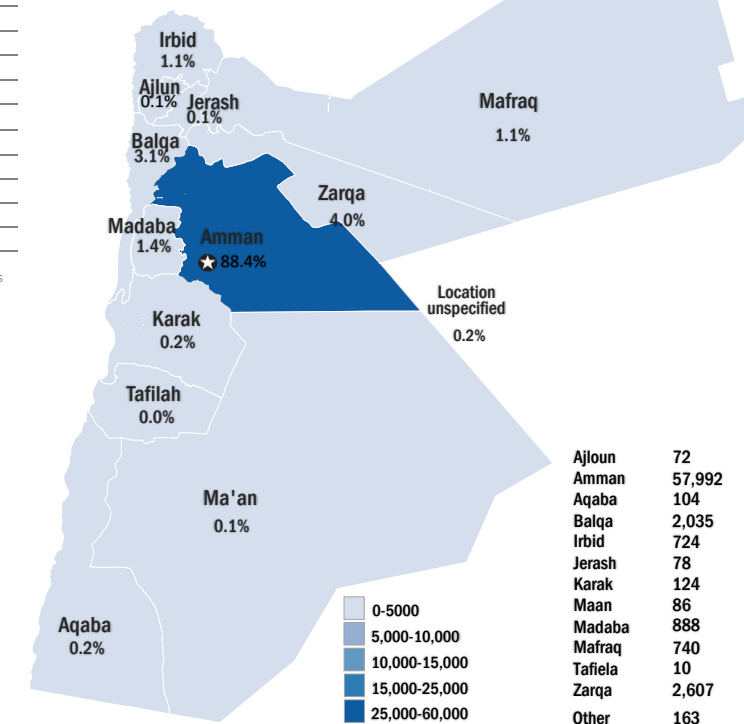 Irbid
1.1%
Ajlun
0.1%
Jerash
0.1%
Mafraq
1.1%
Balqa
3.1%
Zarqa
4.0%
Madaba
1.4%
Amman
88.4%
Location
unspecified
0.2%
Karak
0.2%
Tafilah
0.0%
Ma'an
0.1%
Aqaba
0.2%
0-5000
5,000-10,000
10,000-15,000
15,000-25,000
25,000-60,000
Ajloun 72
Amman 57,992
Aqaba 104
Balqa 2,035
Irbid 724
Jerash 78
Karak 124
Maan 86
Madaba 888
Mafraq 740
Tafiela 10
Zarqa 2,607
Other 163